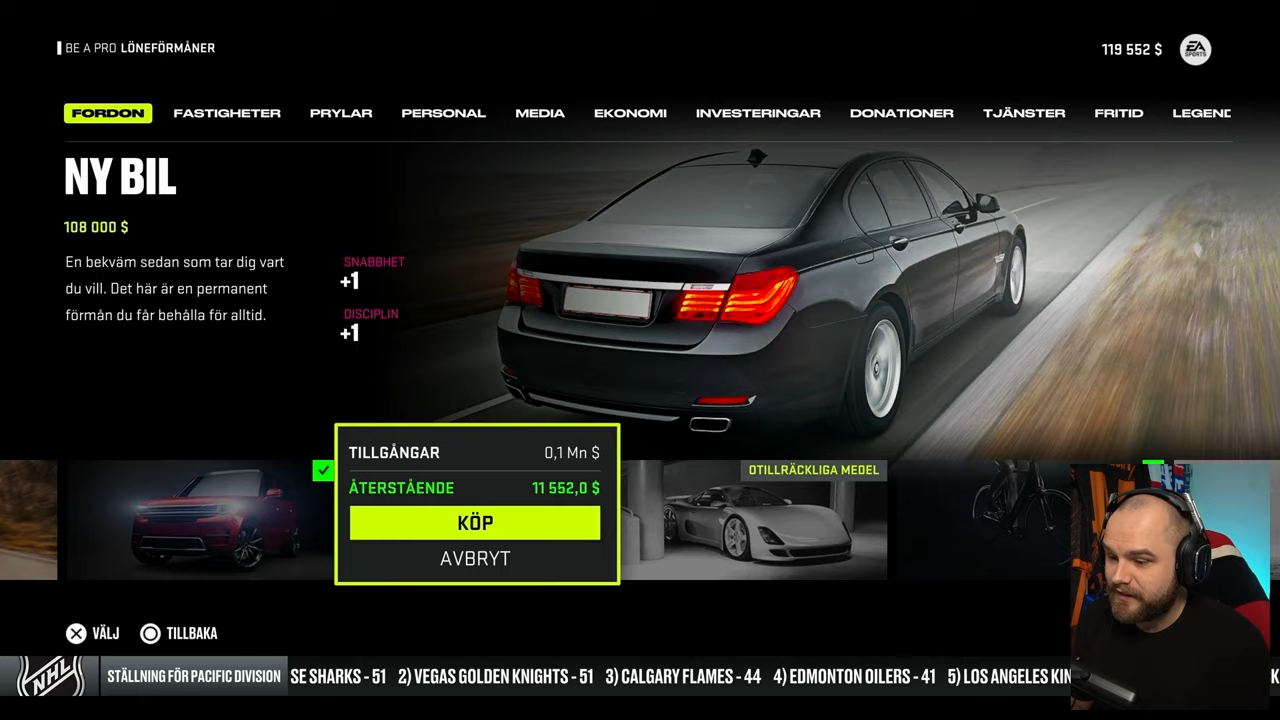 BE A PRO LÖNEFÖRMÅNER
119 552 $
EA SPORTS
FORDON FASTIGHETER PRYLAR PERSONAL MEDIA EKONOMI INVESTERINGAR DONATIONER TJÄNSTER FRITID LEGEND
NY BIL
108 000 $
En bekväm sedan som tar dig vart
du vill. Det här är en permanent
förmån du får behålla för alltid.
SNABBHET
+1
DISCIPLIN
+1
TILLGÅNGAR 0,1 Mn $
ÅTERSTÅENDE 11 552,0 $
KÖP
AVBRYT
OTILLRÄCKLIGA MEDEL
VÄLJ TILLBAKA
NHL STÄLLNING FÖR PACIFIC DIVISION SE SHARKS - 51 2) VEGAS GOLDEN KNIGHTS - 51 3) CALGARY FLAMES - 44 4) EDMONTON OILERS - 41 5) LOS ANGELES KIN